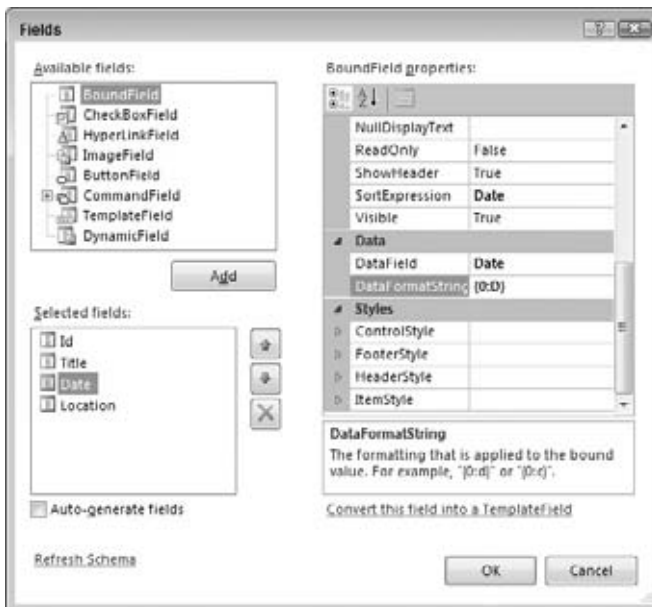 Fields
Available fields:
BoundField
CheckBoxField
HyperLinkField
ImageField
ButtonField
CommandField
TemplateField
DynamicField
Add
Selected fields:
Id
Title
Date
Location
Auto-generate fields
Refresh Schema
BoundField properties:
NullDisplayText
ReadOnly False
ShowHeader True
SortExpression Date
Visible True
Data
DataField Date
DataFormatString {0:D}
Styles
ControlStyle
FooterStyle
HeaderStyle
ItemStyle
DataFormatString
The formatting that is applied to the bound
value. For example, "{0:d}" or "{0:c}".
Convert this field into a TemplateField
OK Cancel